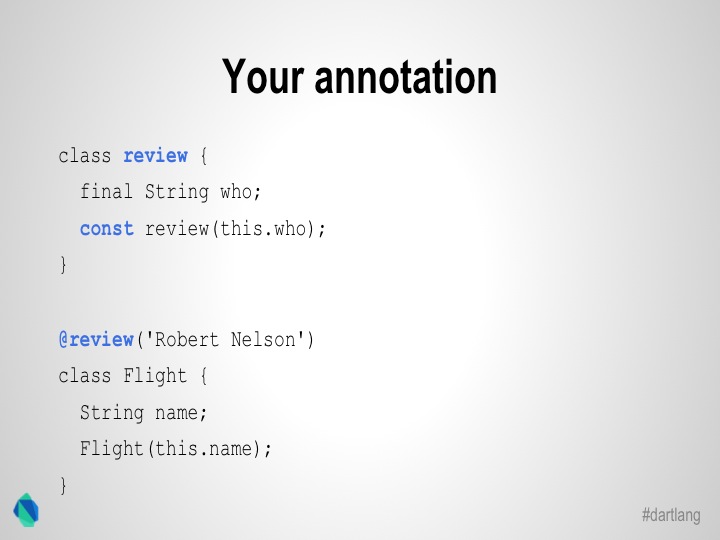 Your annotation
class review {
  final String who;
  const review(this.who);
}
@review('Robert Nelson')
class Flight {
  String name;
  Flight(this.name);
}
#dartlang